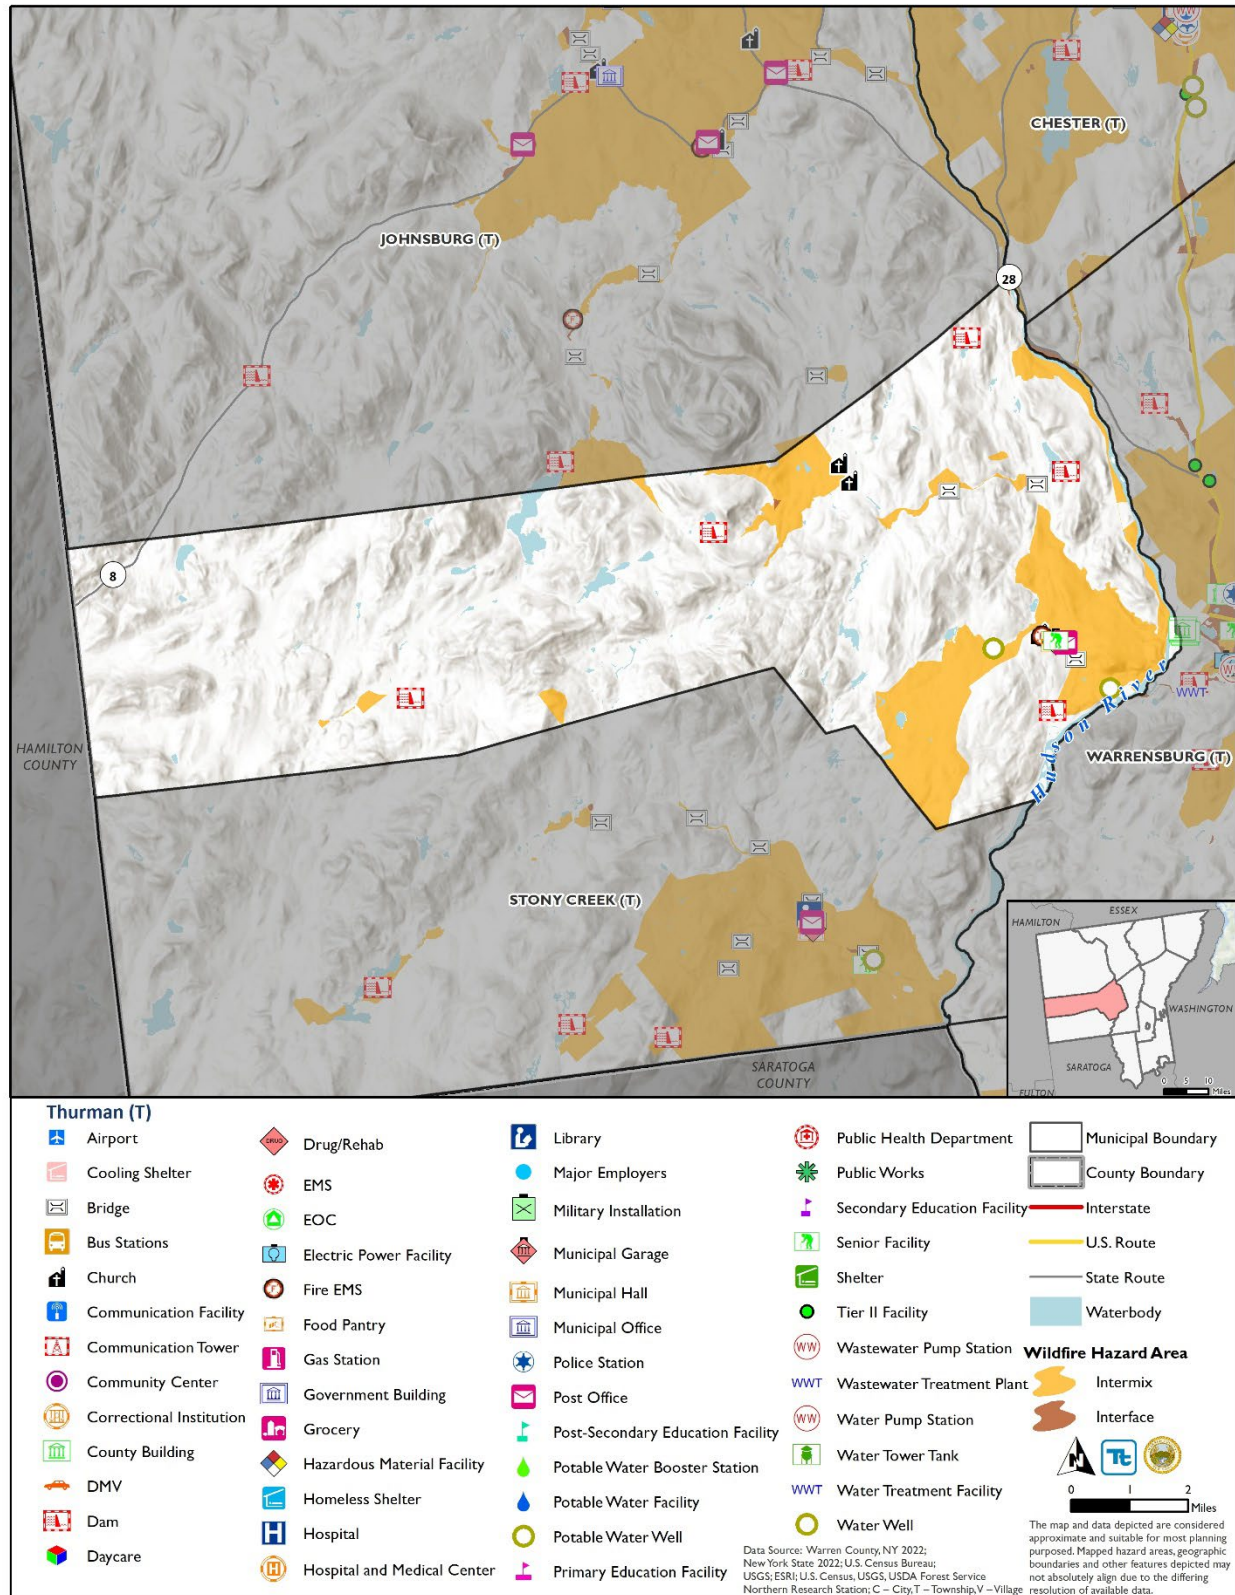 CHESTER (T)
JOHNSBURG (T)
28
8
HAMILTON
COUNTY
Hudson River
WWT
WARRENSBURG (T)
STONY CREEK (T)
SARATOGA
COUNTY
ESSEX
HAMILTON
WASHINGTON
SARATOGA
FULTON
0 5 10
Miles
Thurman (T)
Airport
Cooling Shelter
Bridge
Bus Stations
Church
Communication Facility
Communication Tower
Community Center
Correctional Institution
County Building
DMV
Dam
Daycare
DRUG
Drug/Rehab
EMS
EOC
Electric Power Facility
Fire EMS
Food Pantry
Gas Station
Government Building
Grocery
Hazardous Material Facility
Homeless Shelter
H
Hospital
H
Hospital and Medical Center
Library
Major Employers
Military Installation
Municipal Garage
Municipal Hall
Municipal Office
Police Station
Post Office
Post-Secondary Education Facility
Potable Water Booster Station
Potable Water Facility
Potable Water Well
Primary Education Facility
Public Health Department
Public Works
Secondary Education Facility
Senior Facility
Shelter
Tier II Facility
WW
Wastewater Pump Station
WWT
Wastewater Treatment Plant
WW
Water Pump Station
Water Tower Tank
WWT
Water Treatment Facility
Water Well
Municipal Boundary
County Boundary
Interstate
U.S. Route
State Route
Waterbody
Wildfire Hazard Area
Intermix
Interface
N
Tt
0 1 2
Miles
Data Source: Warren County, NY 2022;
New York State 2022; U.S. Census Bureau;
USGS; ESRI; U.S. Census, USGS, USDA Forest Service
Northern Research Station; C – City, T – Township, V – Village
The map and data depicted are considered
approximate and suitable for most planning
purposed. Mapped hazard areas, geographic
boundaries and other features depicted may
not absolutely align due to the differing
resolution of available data.